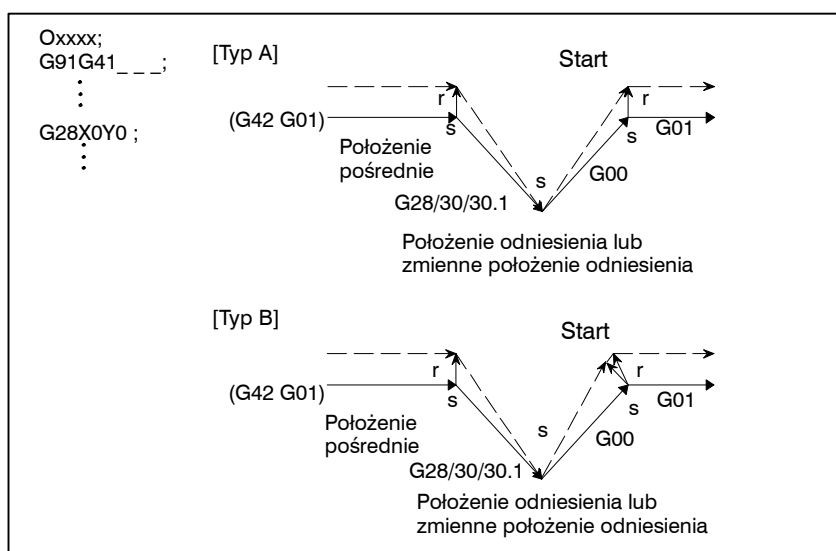 Oxxxx;
G91G41_ _ _;
G28X0Y0 ;
[Typ A]
Start
r
r
(G42 G01)
s
s
G01
Położenie
pośrednie
s
G00
G28/30/30.1
Położenie odniesienia lub
zmienne położenie odniesienia
[Typ B]
Start
r
r
(G42 G01)
s
s
G01
Położenie
pośrednie
s
G00
G28/30/30.1
Położenie odniesienia lub
zmienne położenie odniesienia